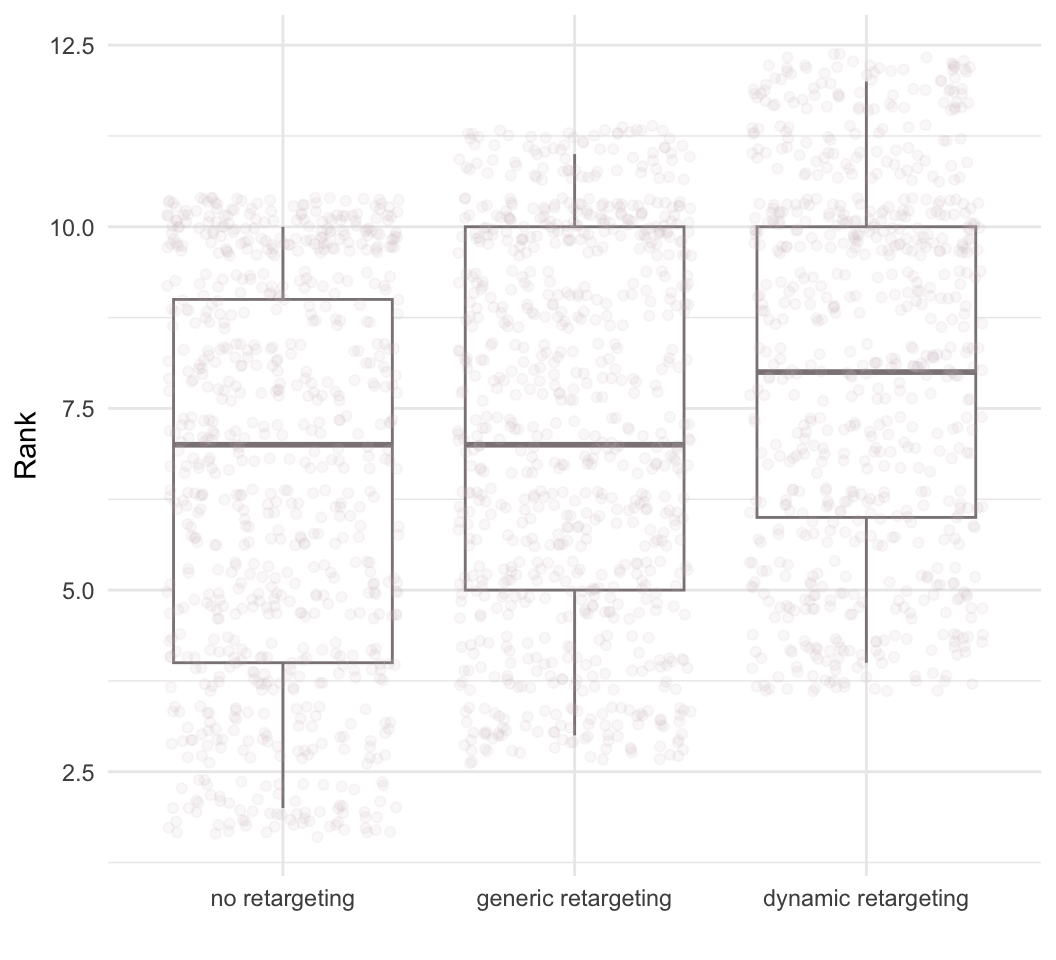 12.5
10.0
7.5
5.0
2.5
Rank
no retargeting
generic retargeting
dynamic retargeting